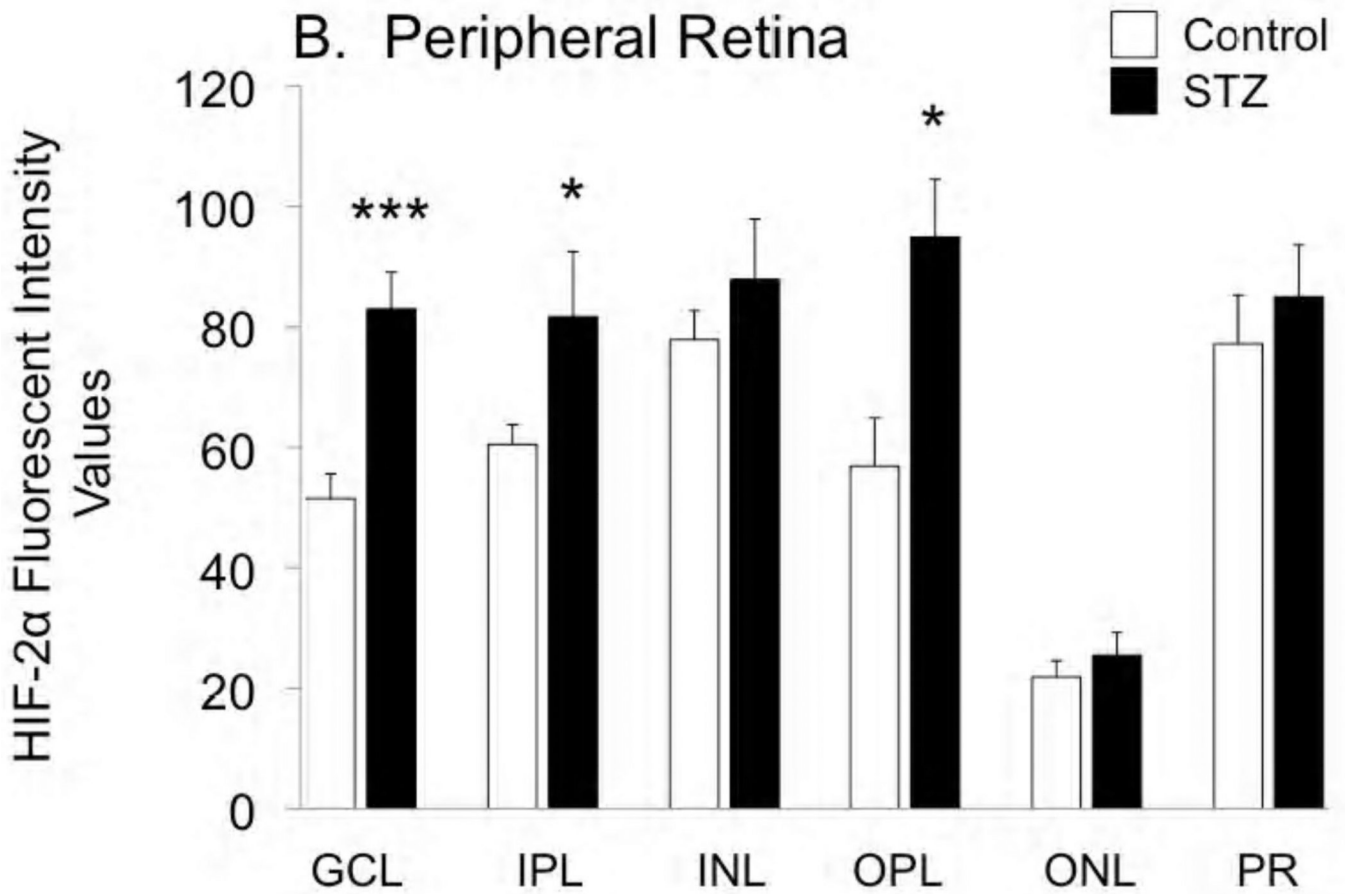 B. Peripheral Retina
Control
STZ
HIF-2α Fluorescent Intensity
Values
120
100
80
60
40
20
0
***
*
*
GCL IPL INL OPL ONL PR